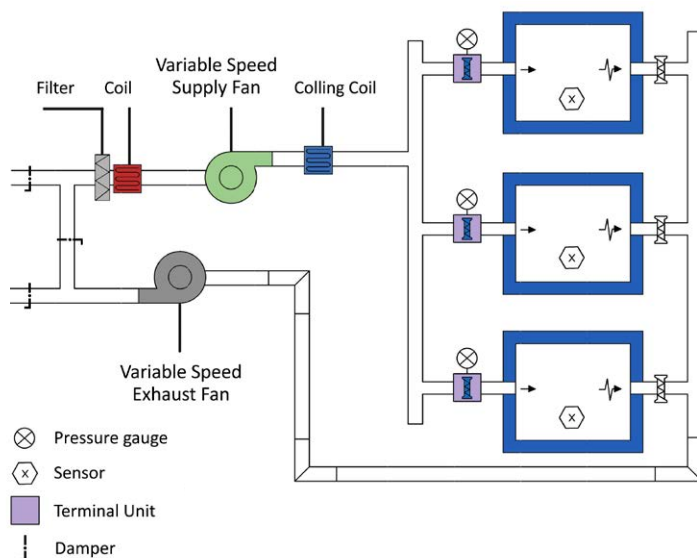 Variable Speed
Supply Fan
Filter
Coil
Colling Coil
Variable Speed
Exhaust Fan
Pressure gauge
Sensor
Terminal Unit
Damper
x
x
x
x